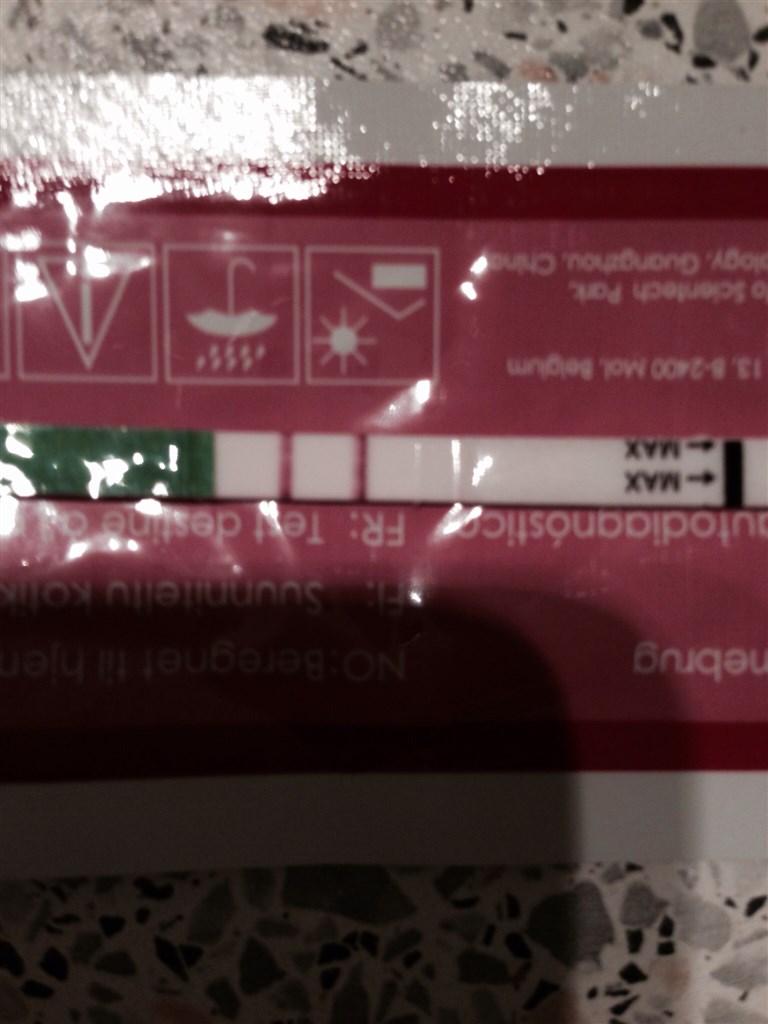 nebrug NO: Beregnet til hjem
FI: Suunniteltu kotik
autodiagnóstico FR: Test destiné
← MAX
← MAX
13, B-2400 Mol, Belgium
Scientech Park,
ology, Guangzhou, China